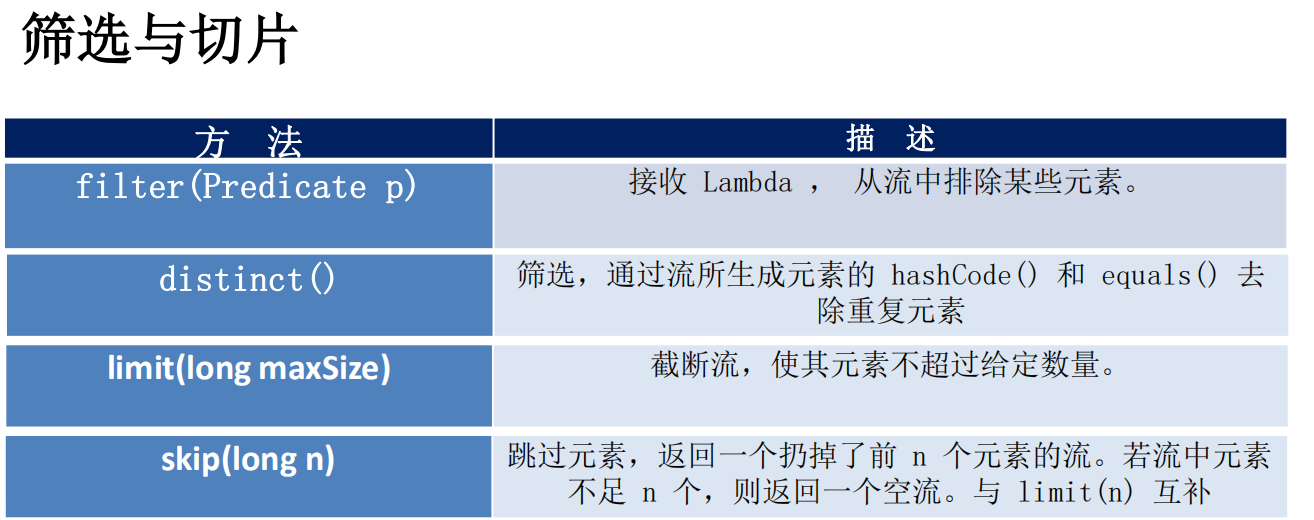 筛选与切片
方 法
描 述
filter(Predicate p)
接收 Lambda ， 从流中排除某些元素。
distinct()
筛选，通过流所生成元素的 hashCode() 和 equals() 去
除重复元素
limit(long maxSize)
截断流，使其元素不超过给定数量。
skip(long n)
跳过元素，返回一个扔掉了前 n 个元素的流。若流中元素
不足 n 个，则返回一个空流。与 limit(n) 互补